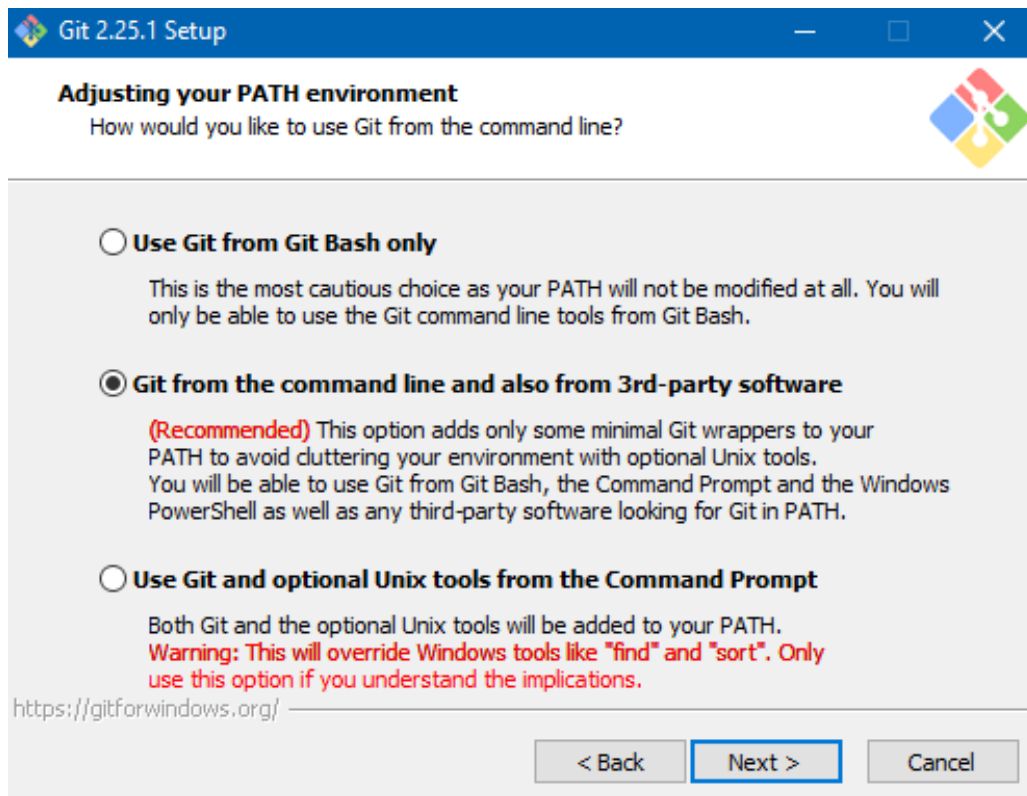 Git 2.25.1 Setup
Adjusting your PATH environment
How would you like to use Git from the command line?
Use Git from Git Bash only
This is the most cautious choice as your PATH will not be modified at all. You will
only be able to use the Git command line tools from Git Bash.
Git from the command line and also from 3rd-party software
(Recommended) This option adds only some minimal Git wrappers to your
PATH to avoid cluttering your environment with optional Unix tools.
You will be able to use Git from Git Bash, the Command Prompt and the Windows
PowerShell as well as any third-party software looking for Git in PATH.
Use Git and optional Unix tools from the Command Prompt
Both Git and the optional Unix tools will be added to your PATH.
Warning: This will override Windows tools like "find" and "sort". Only
use this option if you understand the implications.
https://gitforwindows.org/
< Back
Next >
Cancel